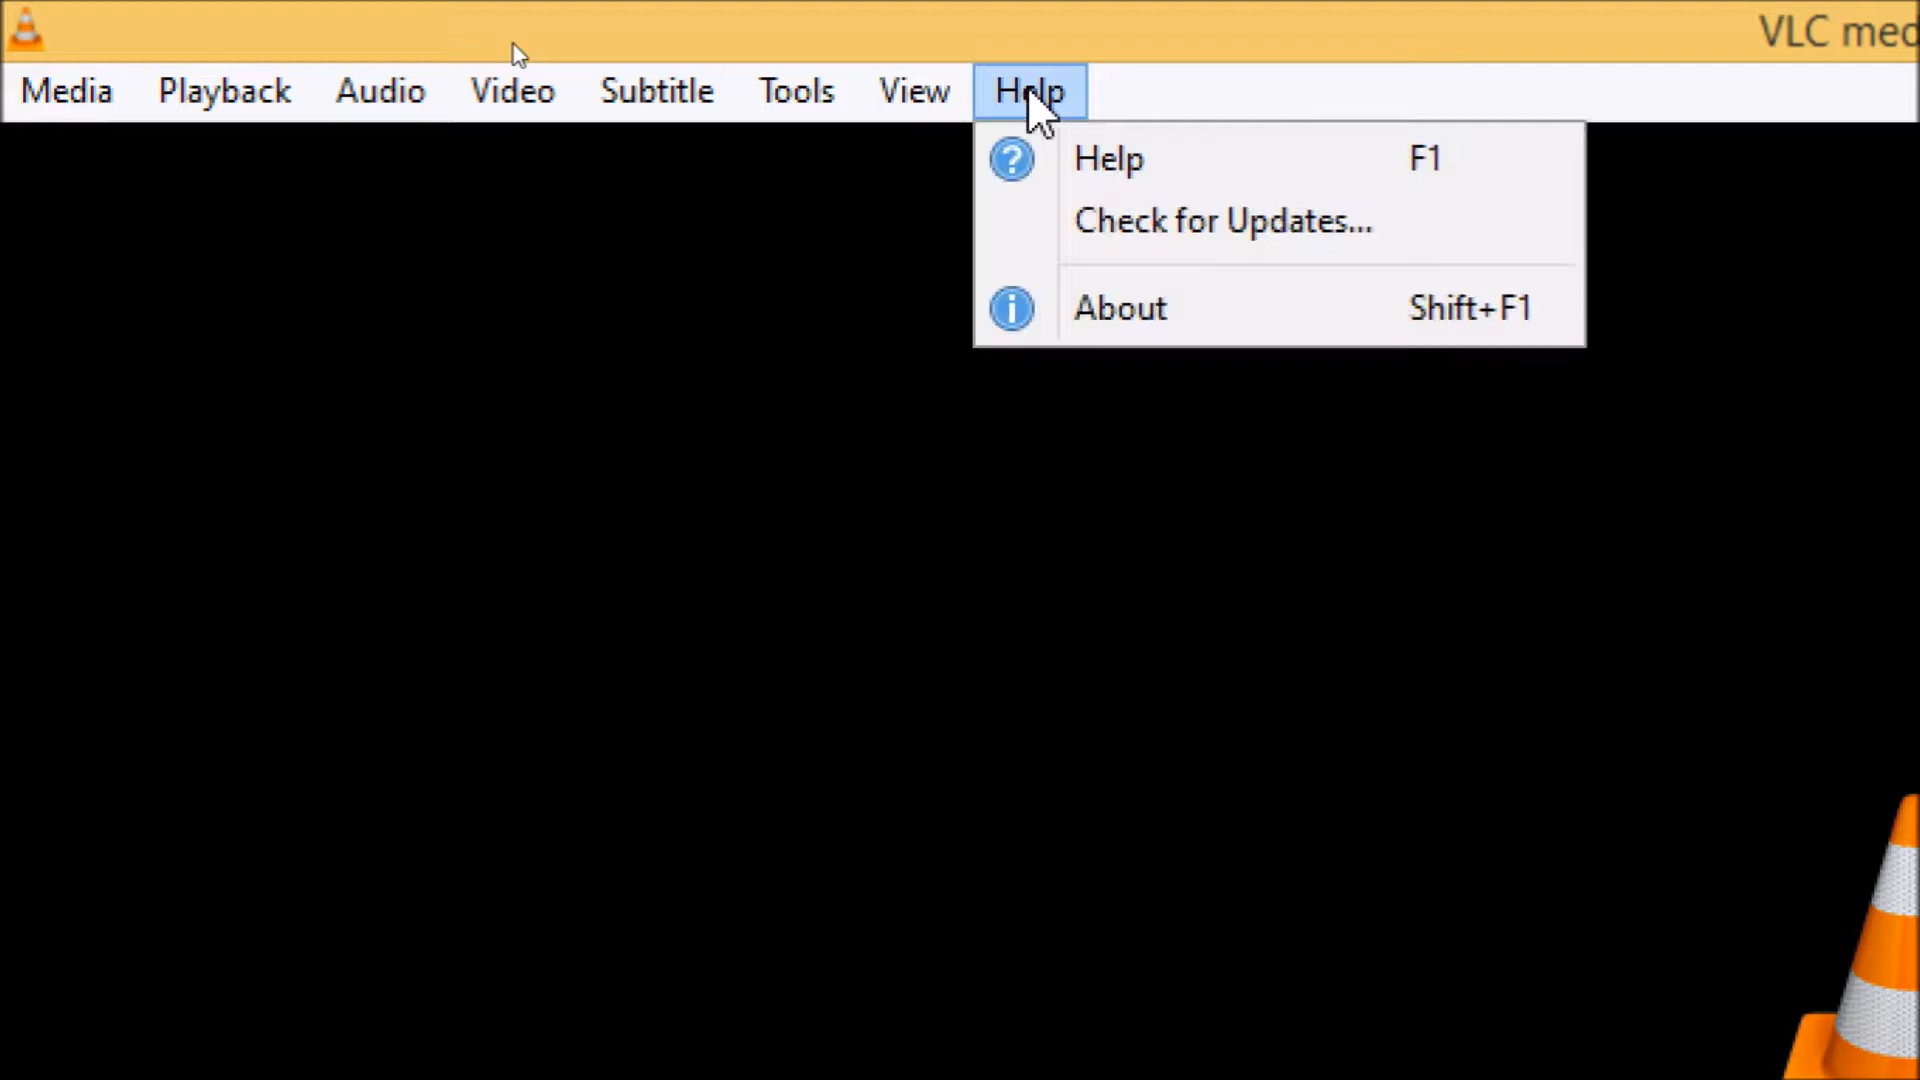 VLC med
Media Playback Audio Video Subtitle Tools View Help
Help F1
Check for Updates...
About Shift+F1